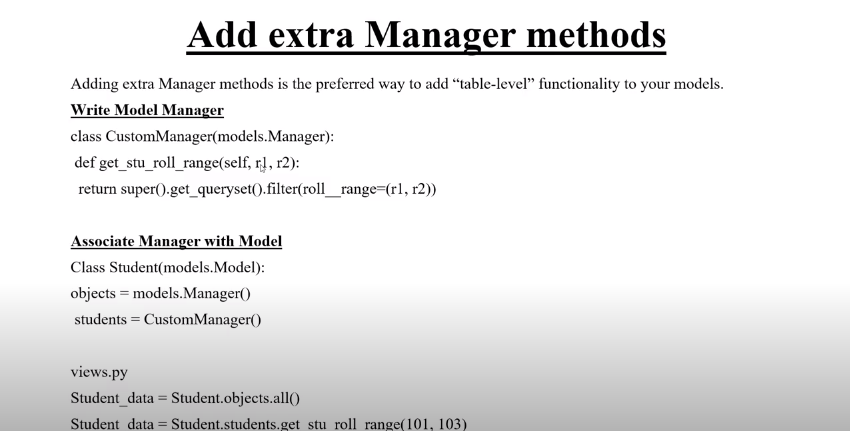 Add extra Manager methods
Adding extra Manager methods is the preferred way to add “table-level” functionality to your models.
Write Model Manager
class CustomManager(models.Manager):
def get_stu_roll_range(self, r1, r2):
return super().get_queryset().filter(roll__range=(r1, r2))
Associate Manager with Model
Class Student(models.Model):
objects = models.Manager()
students = CustomManager()
views.py
Student_data = Student.objects.all()
Student_data = Student.students.get_stu_roll_range(101, 103)